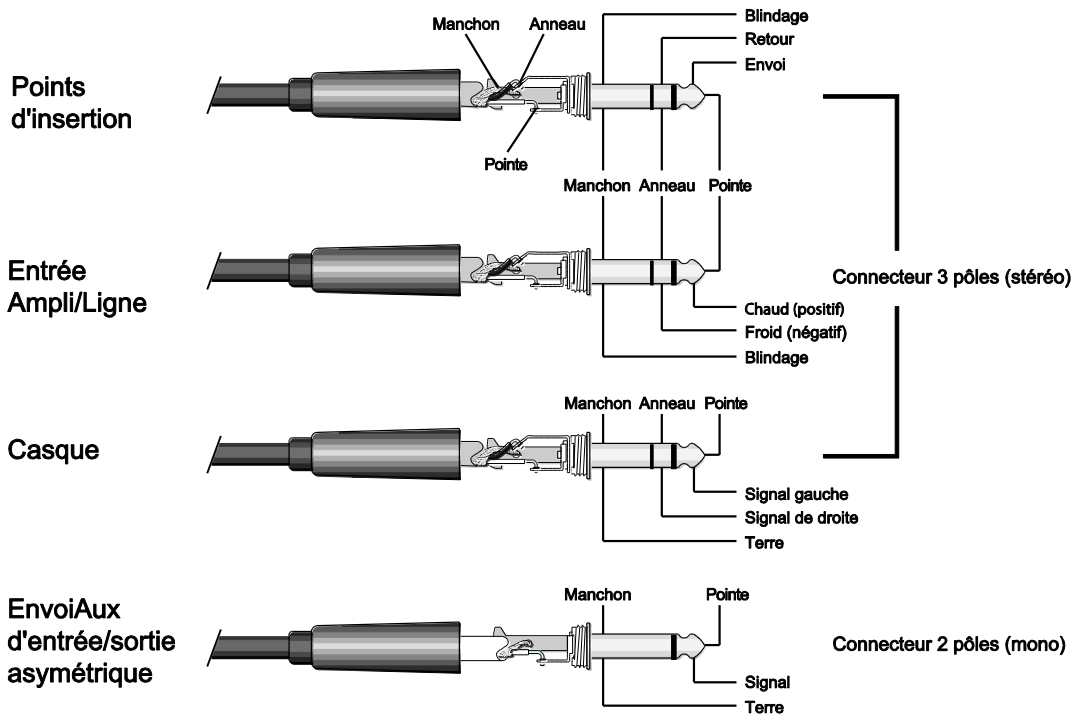 Manchon Anneau
Blindage
Retour
Envoi
Points
d'insertion
Pointe
Manchon Anneau Pointe
Entrée
Ampli/Ligne
Connecteur 3 pôles (stéréo)
Chaud (positif)
Froid (négatif)
Blindage
Manchon Anneau Pointe
Casque
Signal gauche
Signal de droite
Terre
Manchon Pointe
EnvoiAux
d'entrée/sortie
asymétrique
Connecteur 2 pôles (mono)
Signal
Terre